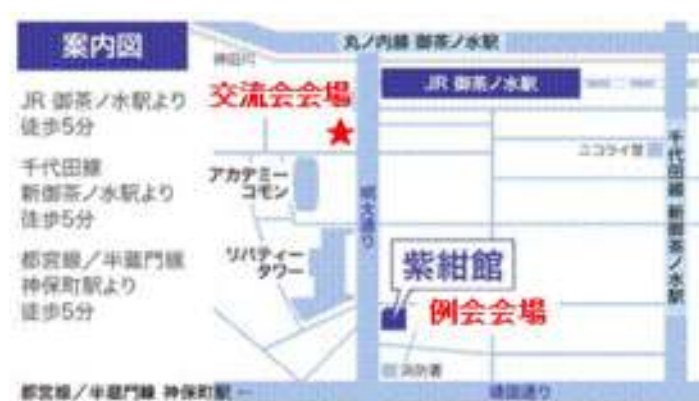 案内図
JR 御茶ノ水駅より
徒歩5分
千代田線
新御茶ノ水駅より
徒歩5分
都営線／半蔵門線
神保町駅より
徒歩5分
丸ノ内線 御茶ノ水駅
神田川
JR 御茶ノ水駅
交流会会場
ニコライ堂
千代田線 新御茶ノ水駅
アカデミー
コモン
明大通り
リバティー
タワー
紫紺館
例会会場
消防署
都営線／半蔵門線 神保町駅 ←
靖国通り